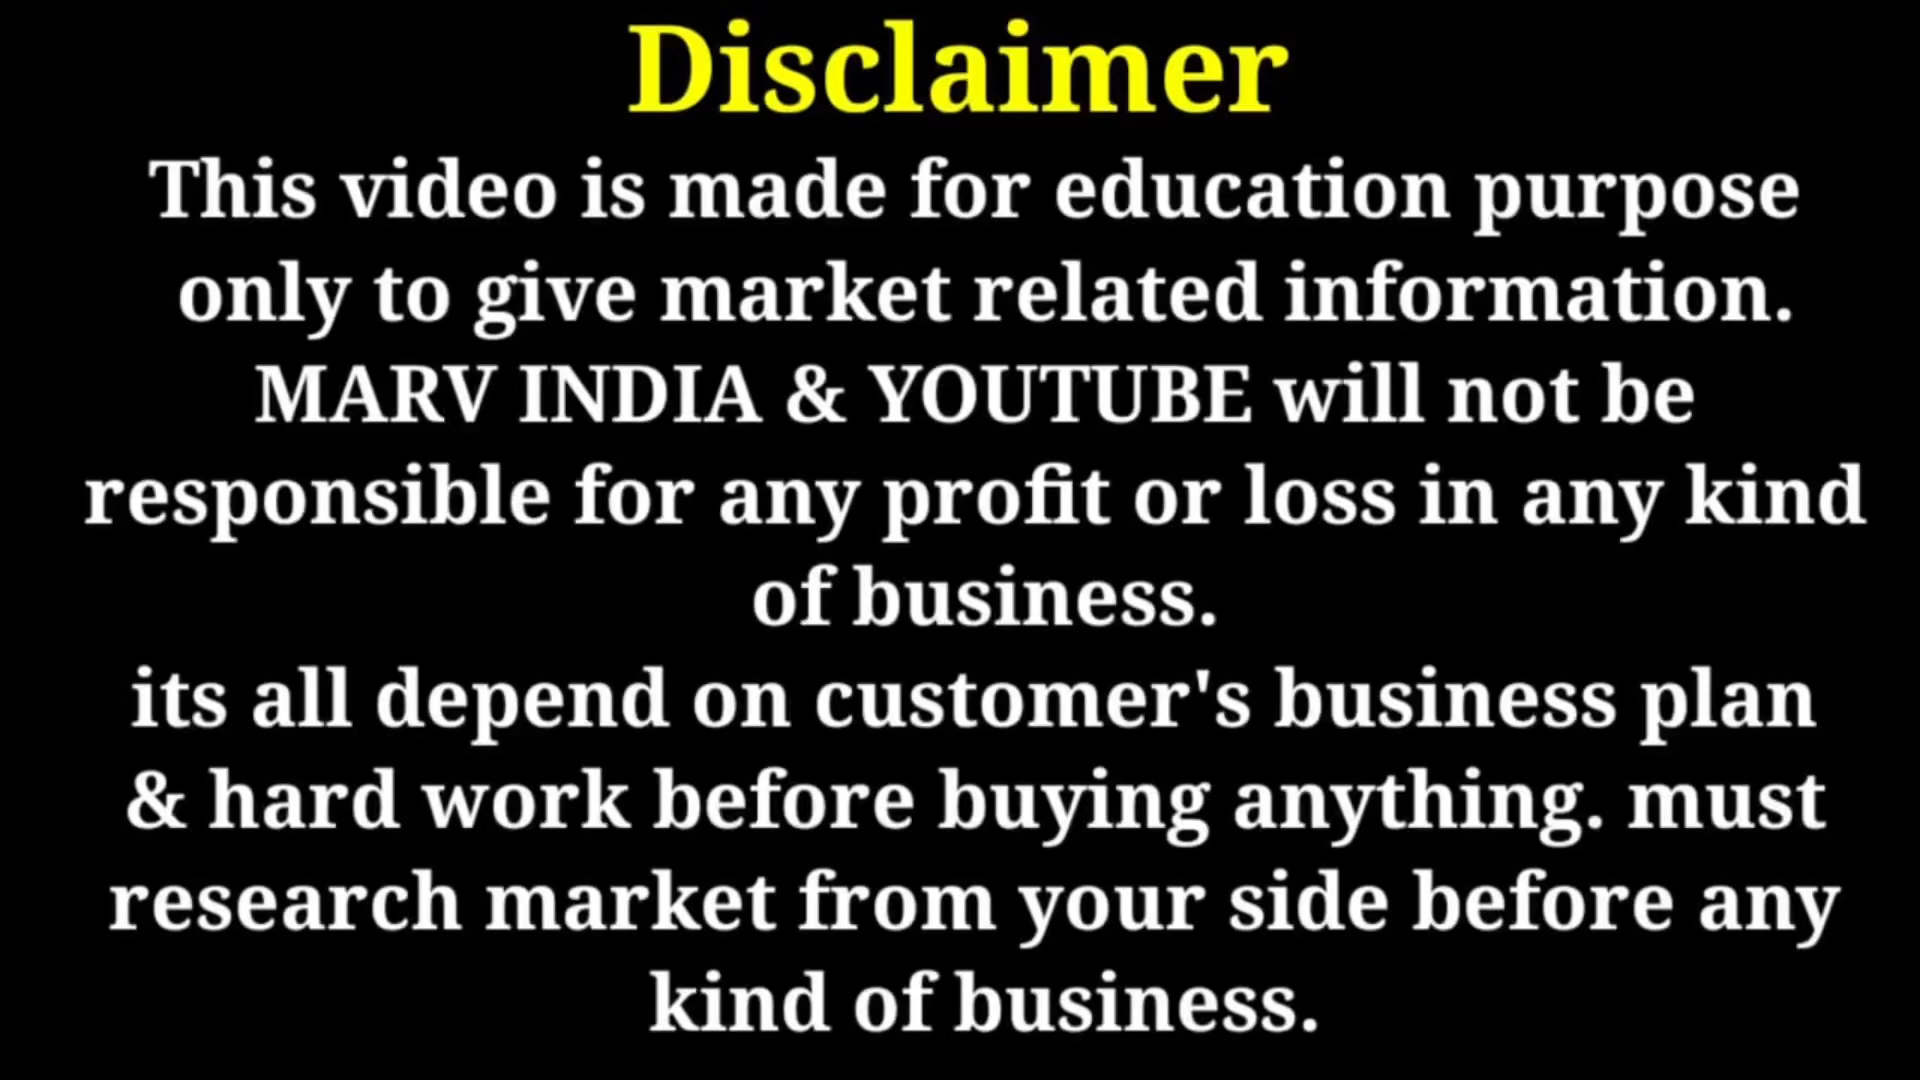 Disclaimer
This video is made for education purpose
only to give market related information.
MARV INDIA & YOUTUBE will not be
responsible for any profit or loss in any kind
of business.
its all depend on customer's business plan
& hard work before buying anything. must
research market from your side before any
kind of business.